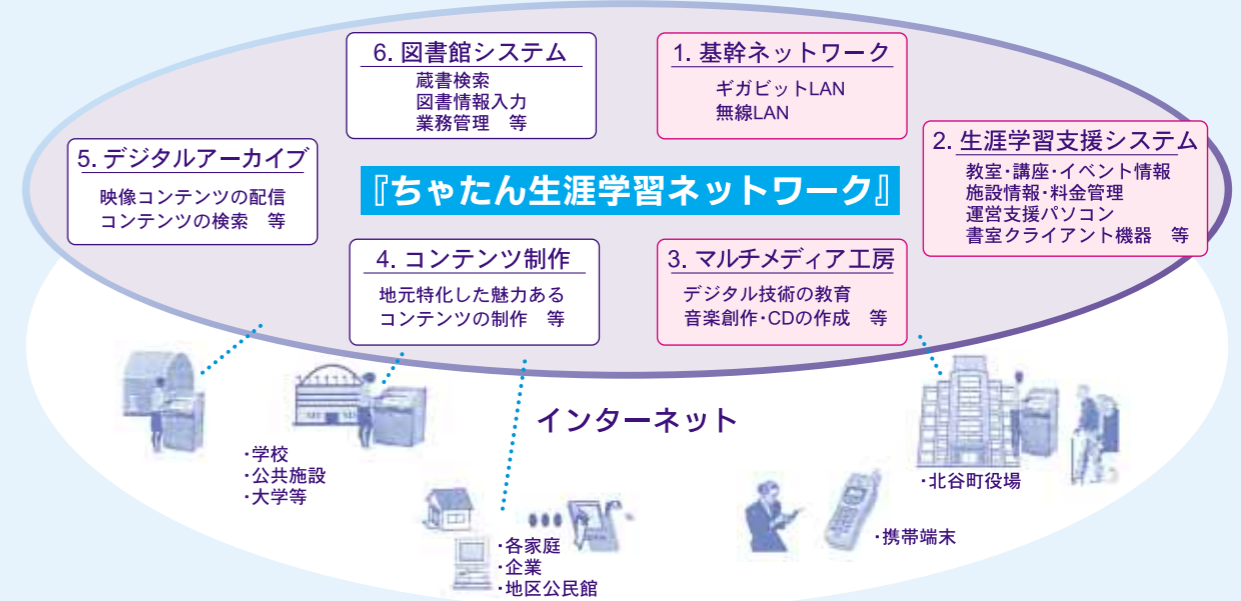 6. 図書館システム
蔵書検索
図書情報入力
業務管理　等
1. 基幹ネットワーク
ギガビットLAN
無線LAN
2. 生涯学習支援システム
教室・講座・イベント情報
施設情報・料金管理
運営支援パソコン
書室クライアント機器　等
5. デジタルアーカイブ
映像コンテンツの配信
コンテンツの検索　等
『ちゃたん生涯学習ネットワーク』
4. コンテンツ制作
地元特化した魅力ある
コンテンツの制作　等
3. マルチメディア工房
デジタル技術の教育
音楽創作・CDの作成　等
インターネット
・学校
・公共施設
・大学等
・各家庭
・企業
・地区公民館
・携帯端末
・北谷町役場